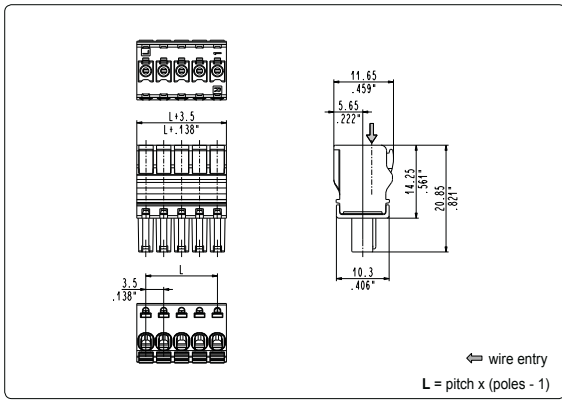 L+3.5
L+.138"
11.65
.459"
5.65
.222"
14.25
.561"
20.85
.821"
L
3.5
.138"
10.3
.406"
⇐ wire entry
L = pitch x (poles - 1)